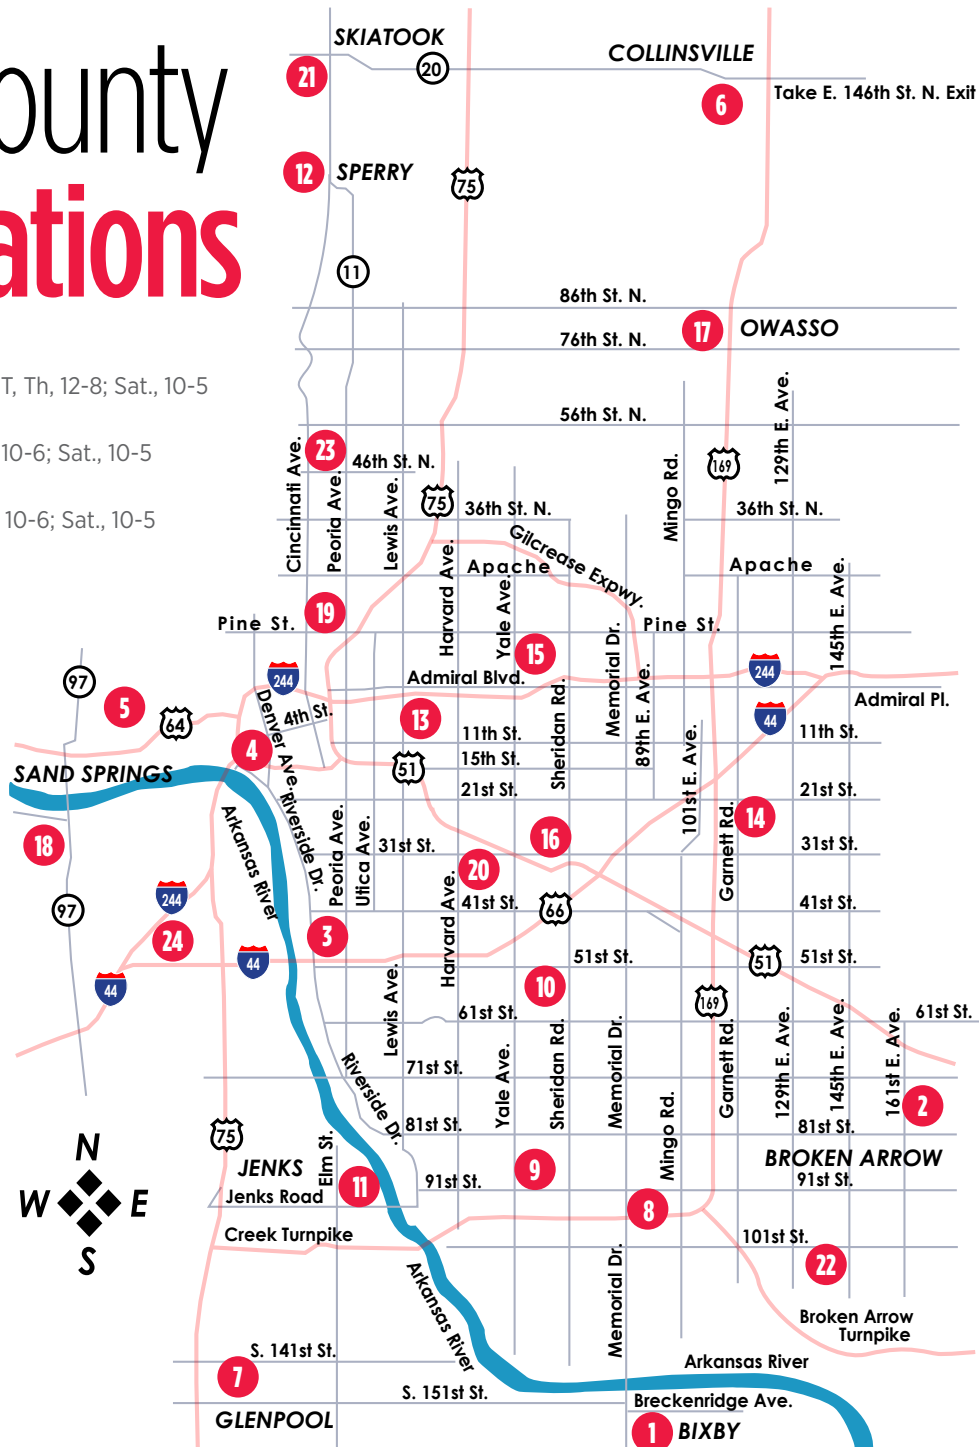 ounty
ations
T, Th, 12-8; Sat., 10-5
10-6; Sat., 10-5
10-6; Sat., 10-5
SKIATOOK
21
20
COLLINSVILLE
6
Take E. 146th St. N. Exit
12
SPERRY
75
11
86th St. N.
17
OWASSO
76th St. N.
56th St. N.
129th E. Ave.
23
46th St. N.
Cincinnati Ave.
Peoria Ave.
Lewis Ave.
75
36th St. N.
Mingo Rd.
169
36th St. N.
Gilcrease Expwy.
Harvard Ave.
Apache
Yale Ave.
Apache
145th E. Ave.
19
Pine St.
Pine St.
15
Memorial Dr.
97
5
64
244
Admiral Blvd.
244
Admiral Pl.
Denver Ave.
4th St.
13
11th St.
Sheridan Rd.
89th E. Ave.
44
11th St.
4
51
15th St.
101st E. Ave.
SAND SPRINGS
21st St.
21st St.
Arkansas River
Riverside Dr.
Peoria Ave.
Utica Ave.
18
31st St.
16
14
Garnett Rd.
31st St.
20
Harvard Ave.
97
244
41st St.
66
41st St.
24
3
44
44
51st St.
51
51st St.
10
Lewis Ave.
61st St.
169
61st St.
Riverside Dr.
71st St.
Yale Ave.
Sheridan Rd.
Memorial Dr.
Mingo Rd.
Garnett Rd.
129th E. Ave.
145th E. Ave.
161st E. Ave.
2
75
81st St.
81st St.
N
W E
S
JENKS
Elm St.
11
91st St.
9
BROKEN ARROW
91st St.
Jenks Road
8
Creek Turnpike
101st St.
22
Arkansas River
Memorial Dr.
Broken Arrow
Turnpike
S. 141st St.
7
Arkansas River
S. 151st St.
Breckenridge Ave.
GLENPOOL
1
BIXBY